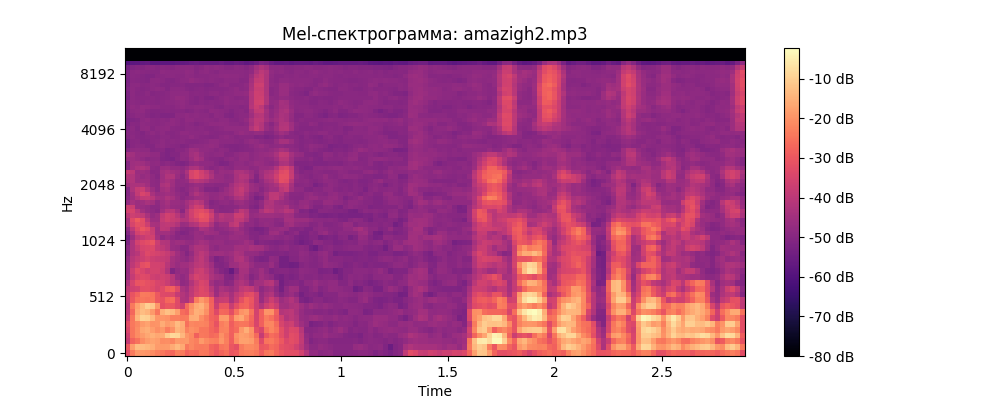 Mel-спектрограмма: amazigh2.mp3
8192
4096
2048
1024
512
0
Hz
0 0.5 1 1.5 2 2.5
Time
-10 dB
-20 dB
-30 dB
-40 dB
-50 dB
-60 dB
-70 dB
-80 dB